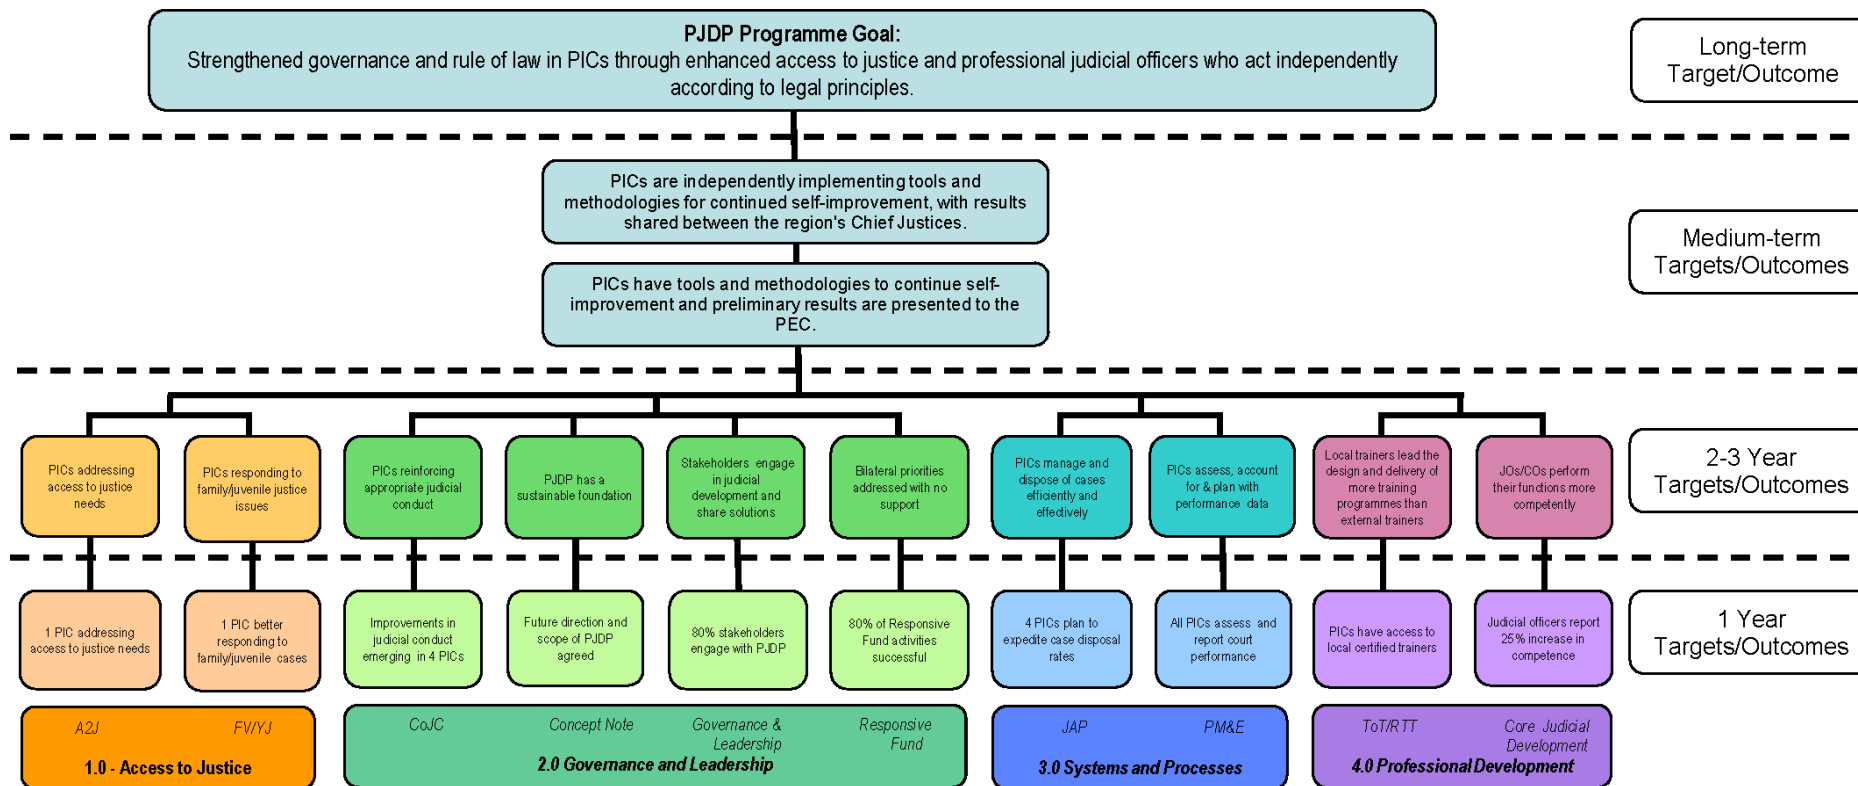 PJDP Programme Goal:
Strengthened governance and rule of law in PICs through enhanced access to justice and professional judicial officers who act independently
according to legal principles.
Long-term
Target/Outcome
PICs are independently implementing tools and
methodologies for continued self-improvement, with results
shared between the region's Chief Justices.
PICs have tools and methodologies to continue self-
improvement and preliminary results are presented to the
PEC.
Medium-term
Targets/Outcomes
PICs addressing
access to justice
needs
PICs responding to
family/juvenile justice
issues
PICs reinforcing
appropriate judicial
conduct
PJDP has a
sustainable foundation
Stakeholders engage
in judicial
development and
share solutions
Bilateral priorities
addressed with no
support
PICs manage and
dispose of cases
efficiently and
effectively
PICs assess, account
for & plan with
performance data
Local trainers lead the
design and delivery of
more training
programmes than
external trainers
JOs/COs perform
their functions more
competently
2-3 Year
Targets/Outcomes
1 PIC addressing
access to justice needs
1 PIC better
responding to
family/juvenile cases
Improvements in
judicial conduct
emerging in 4 PICs
Future direction and
scope of PJDP
agreed
80% stakeholders
engage with PJDP
80% of Responsive
Fund activities
successful
4 PICs plan to
expedite case disposal
rates
All PICs assess and
report court
performance
PICs have access to
local certified trainers
Judicial officers report
25% increase in
competence
1 Year
Targets/Outcomes
A2J
FV/YJ
1.0 - Access to Justice
CoJC
Concept Note
Governance &
Leadership
Responsive
Fund
2.0 Governance and Leadership
JAP
PM&E
3.0 Systems and Processes
ToT/RTT
Core Judicial
Development
4.0 Professional Development